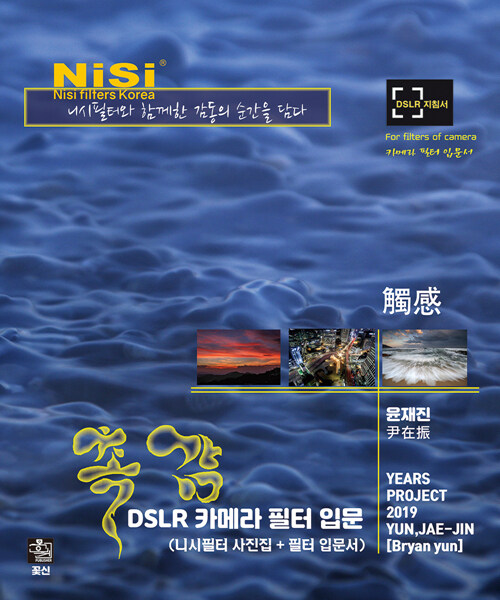 NiSi®
Nisi filters Korea
니시필터와 함께한 감동의 순간을 담다
DSLR 지침서
For filters of camera
카메라 필터 입문서
觸感
윤재진
尹在振
촉감
DSLR 카메라 필터 입문
(니시필터 사진집 + 필터 입문서)
YEARS
PROJECT
2019
YUN,JAE-JIN
[Bryan yun]
꽃신